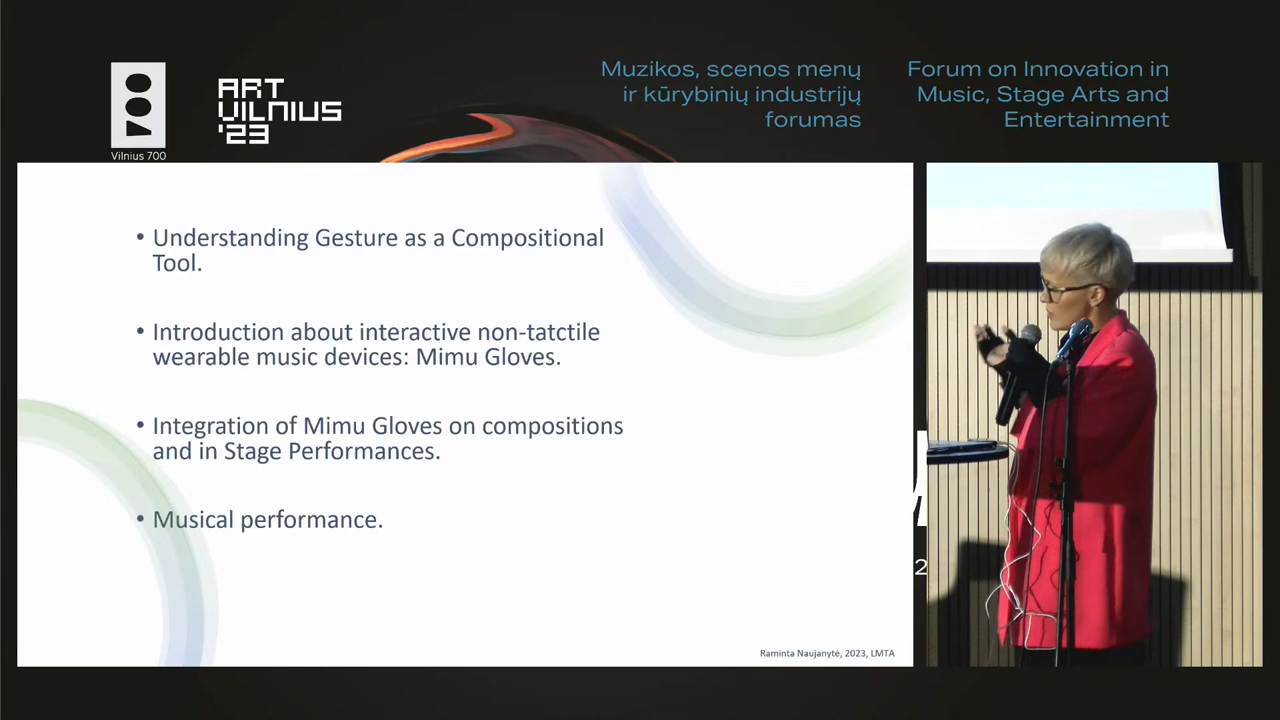 Vilnius 700
ART
VILNIUS
'23
Muzikos, scenos menų
ir kūrybinių industrijų
forumas
Forum on Innovation in
Music, Stage Arts and
Entertainment
• Understanding Gesture as a Compositional
Tool.
• Introduction about interactive non-tatctile
wearable music devices: Mimu Gloves.
• Integration of Mimu Gloves on compositions
and in Stage Performances.
• Musical performance.
Raminta Naujanytė, 2023, LMTA